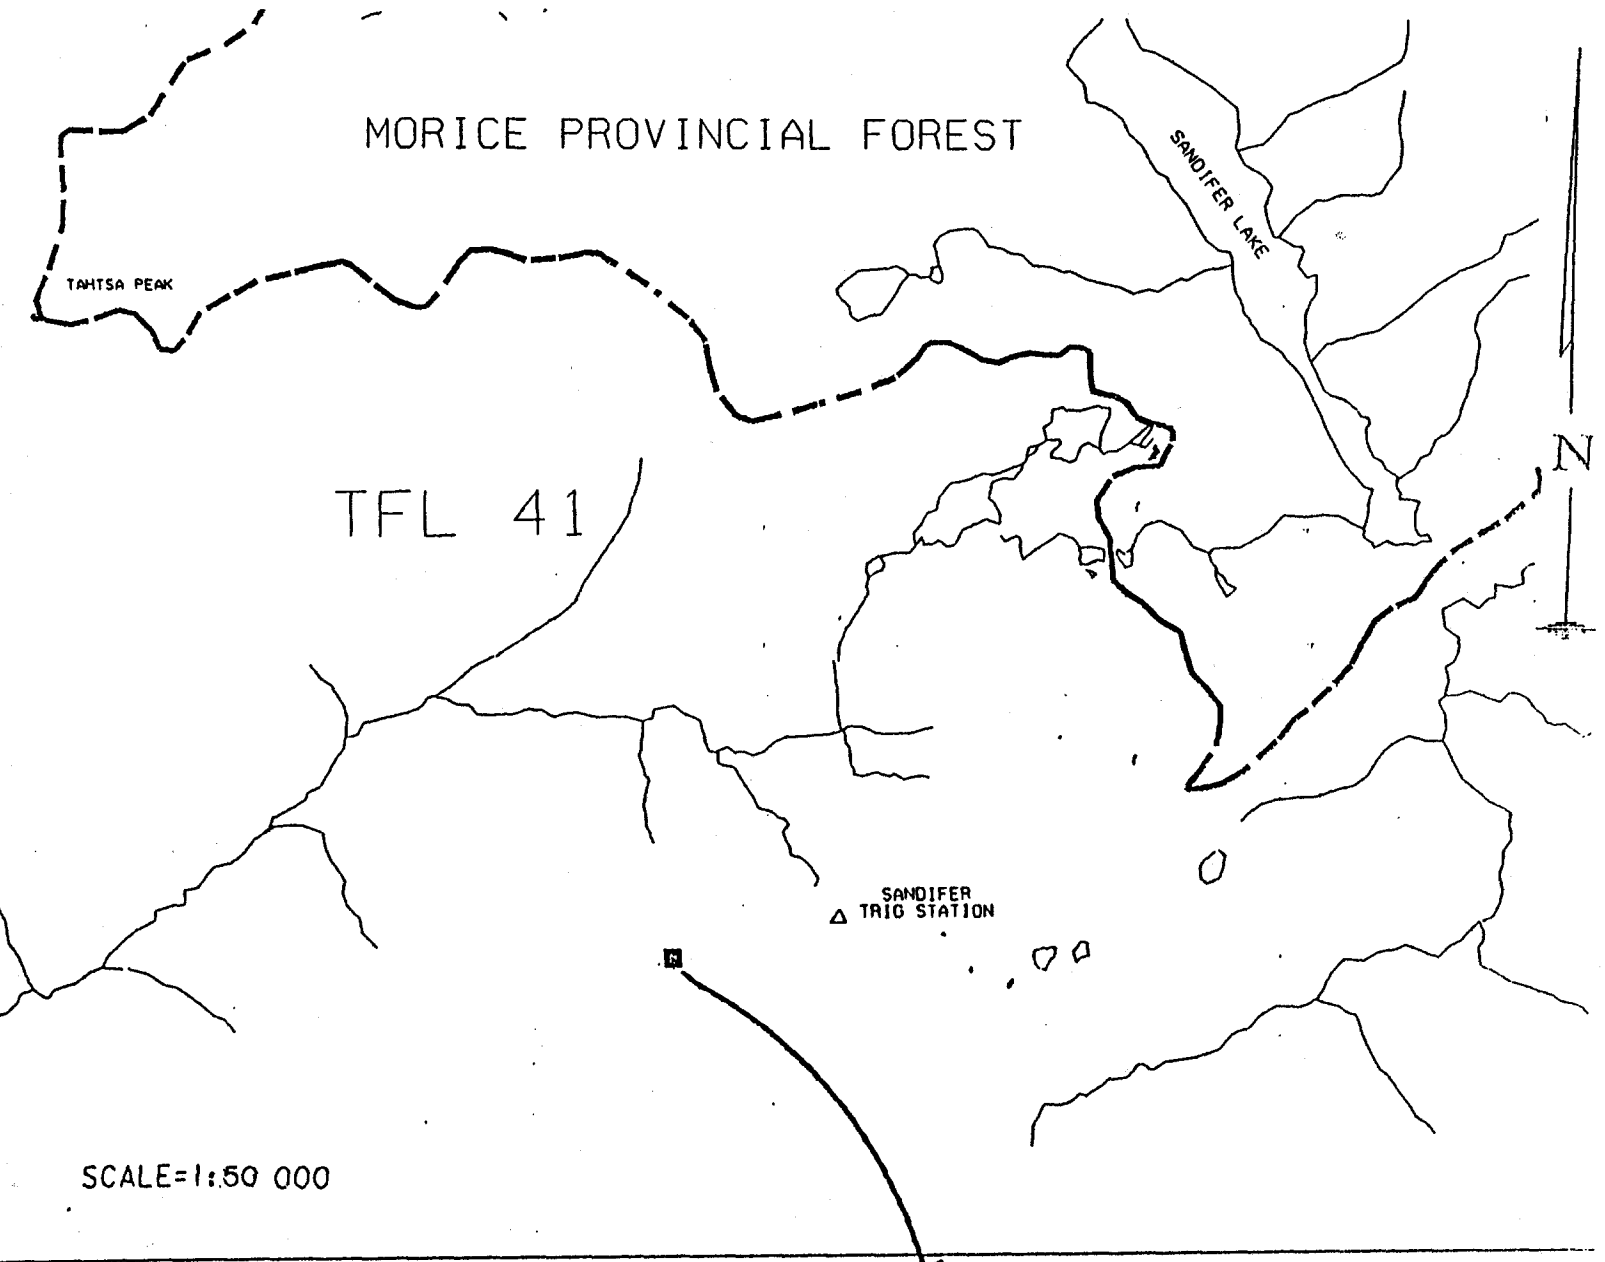 MORICE PROVINCIAL FOREST
SANDIFER LAKE
TAHTSA PEAK
N
TFL 41
SANDIFER
TRIG STATION
N
SCALE=1:50 000